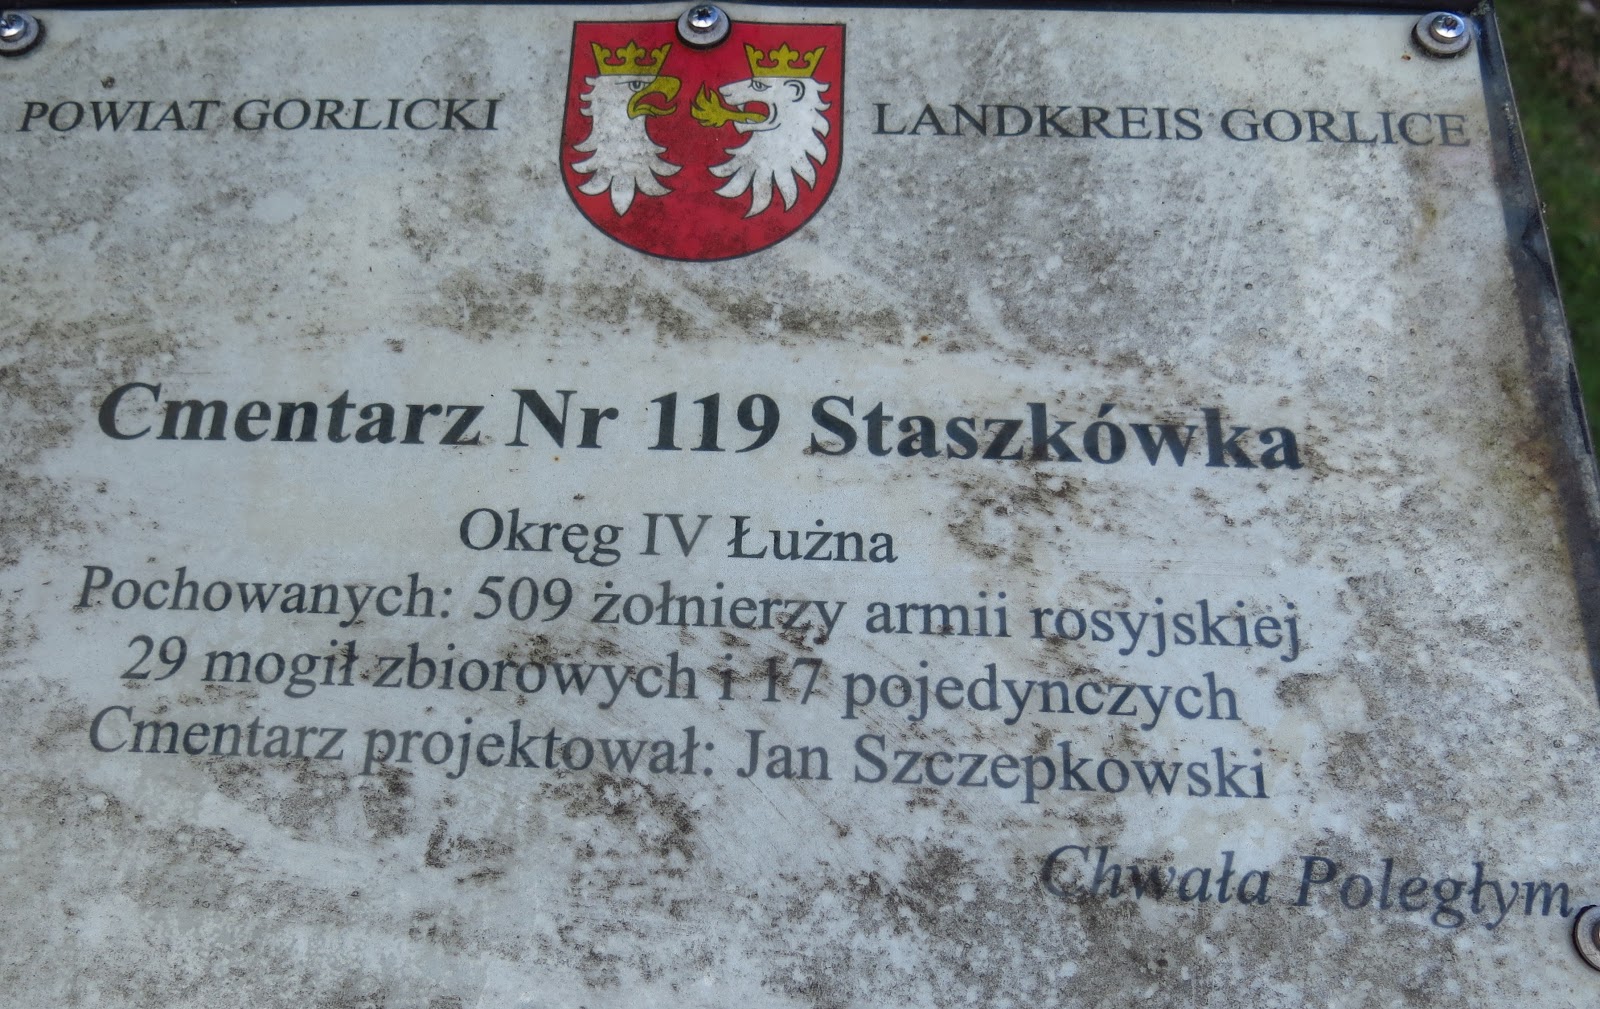 POWIAT GORLICKI LANDKREIS GORLICE
Cmentarz Nr 119 Staszkówka
Okręg IV Łużna
Pochowanych: 509 żołnierzy armii rosyjskiej
29 mogił zbiorowych i 17 pojedynczych
Cmentarz projektował: Jan Szczepkowski
Chwała Poległym